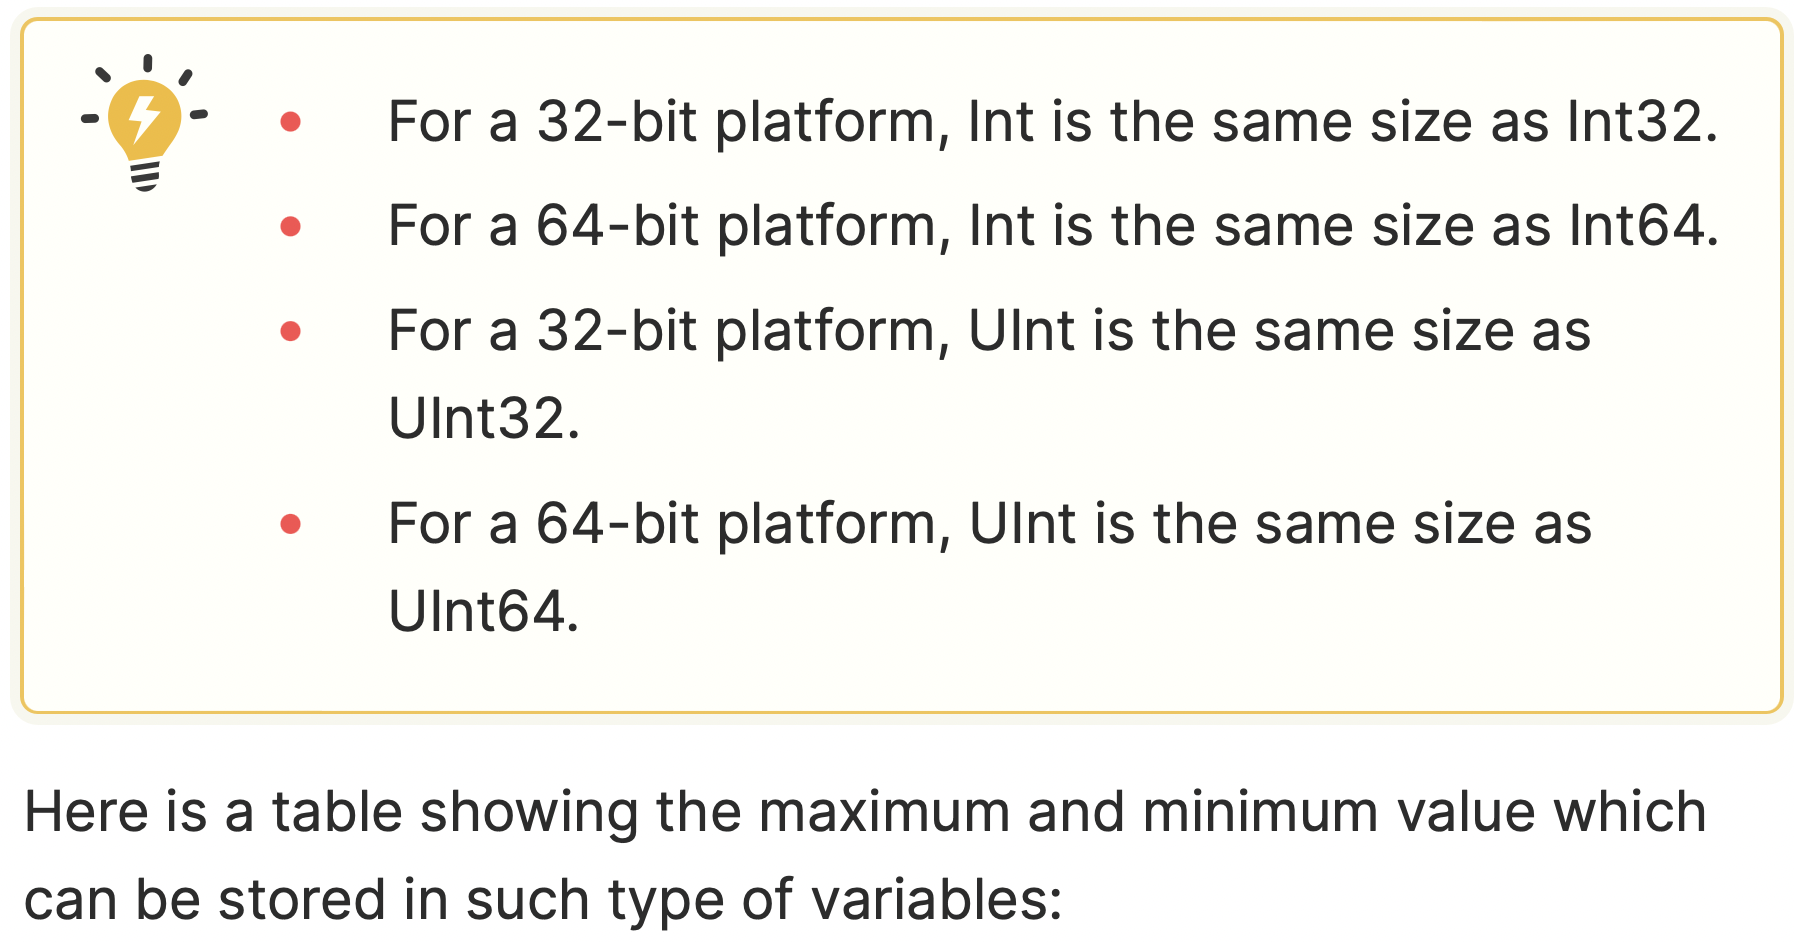 For a 32-bit platform, Int is the same size as Int32.
For a 64-bit platform, Int is the same size as Int64.
For a 32-bit platform, UInt is the same size as
UInt32.
For a 64-bit platform, UInt is the same size as
UInt64.
Here is a table showing the maximum and minimum value which
can be stored in such type of variables: